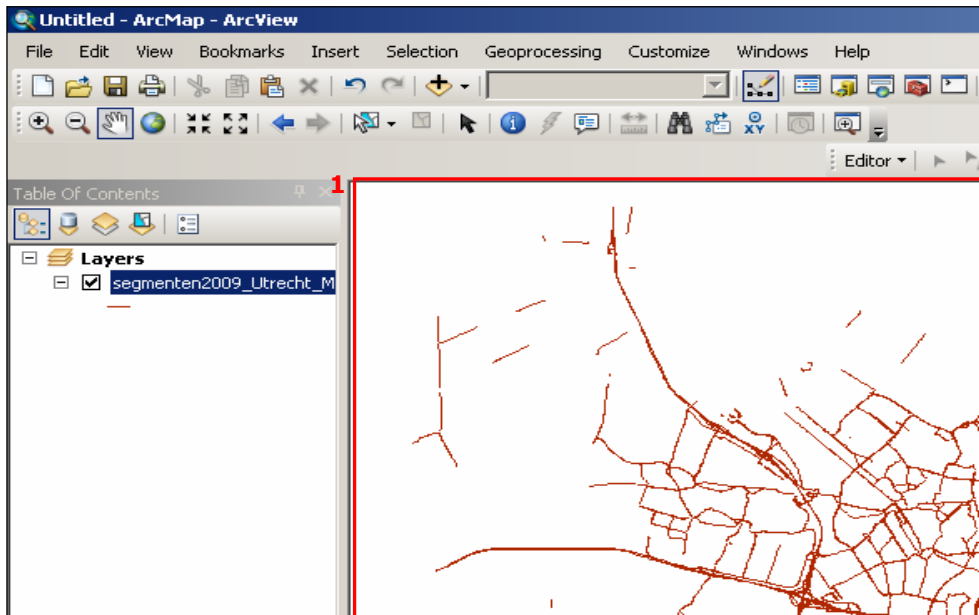 Untitled - ArcMap - ArcView
File Edit View Bookmarks Insert Selection Geoprocessing Customize Windows Help
XY
Editor
Table Of Contents
1
Layers
segmenten2009_Utrecht_M